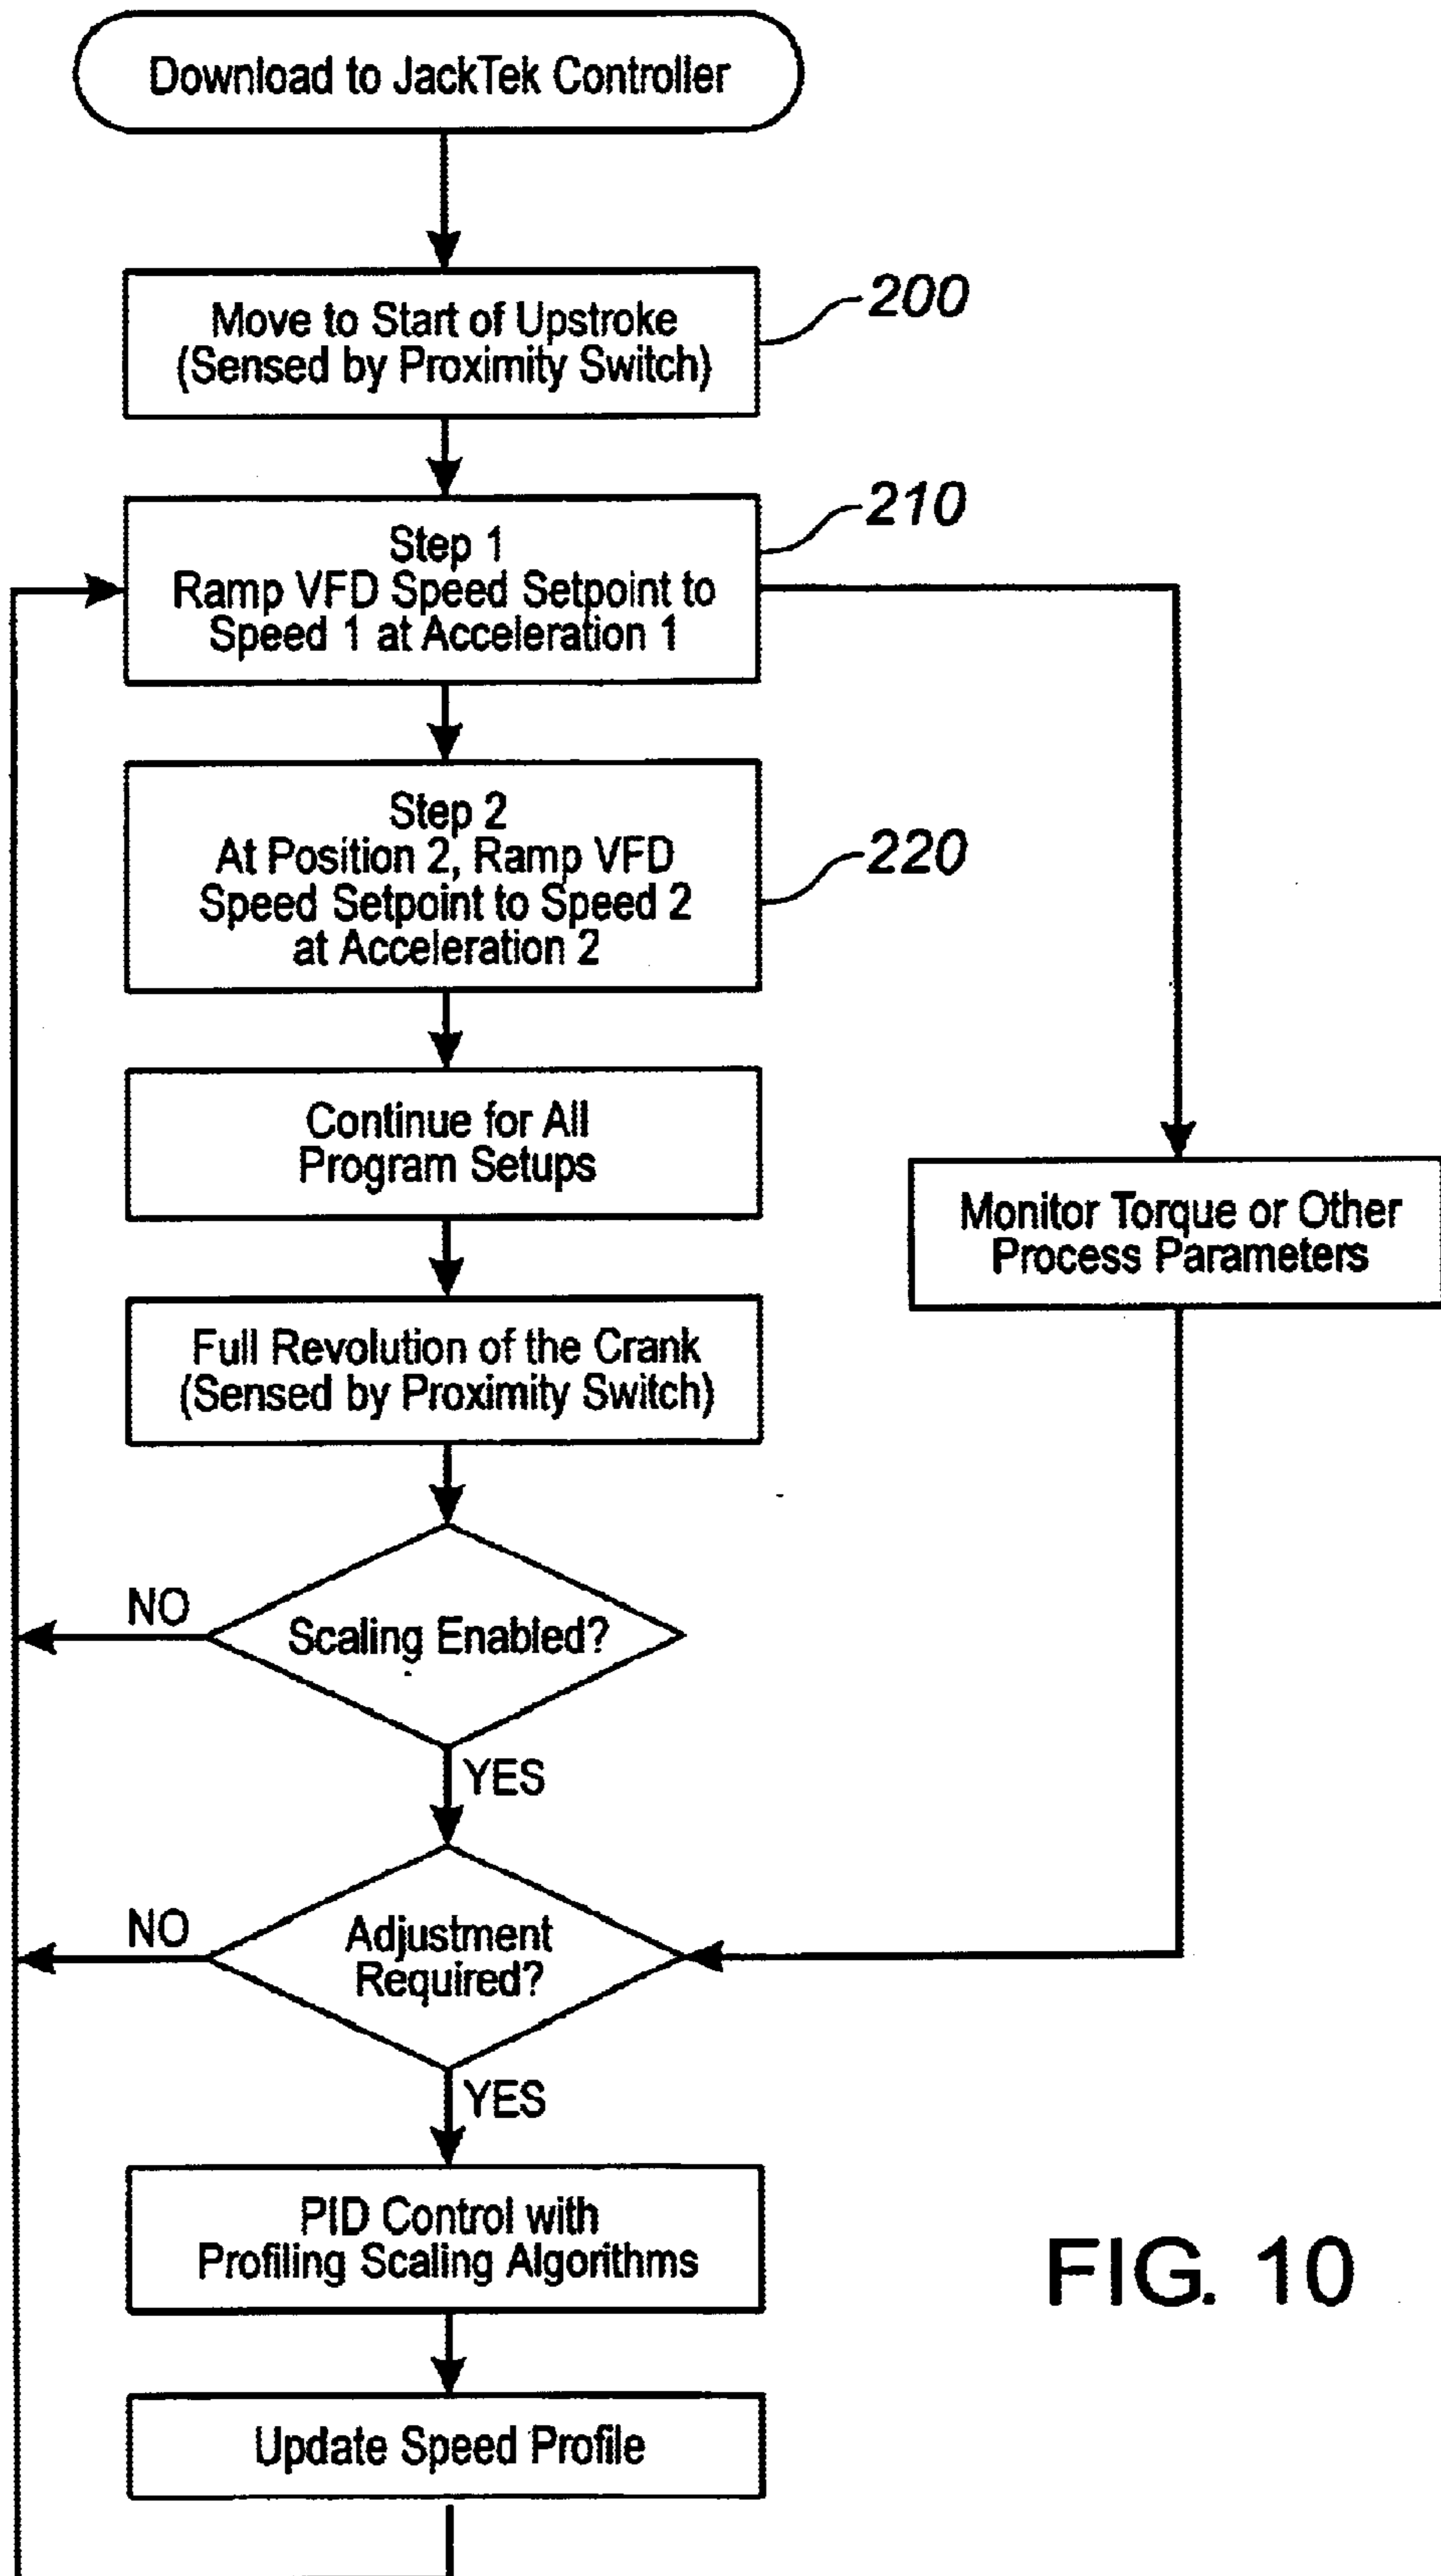 Download to JackTek Controller
Move to Start of Upstroke
(Sensed by Proximity Switch)
200
Step 1
Ramp VFD Speed Setpoint to
Speed 1 at Acceleration 1
210
Step 2
At Position 2, Ramp VFD
Speed Setpoint to Speed 2
at Acceleration 2
220
Continue for All
Program Setups
Monitor Torque or Other
Process Parameters
Full Revolution of the Crank
(Sensed by Proximity Switch)
NO
Scaling Enabled?
YES
NO
Adjustment
Required?
YES
PID Control with
Profiling Scaling Algorithms
FIG. 10
Update Speed Profile